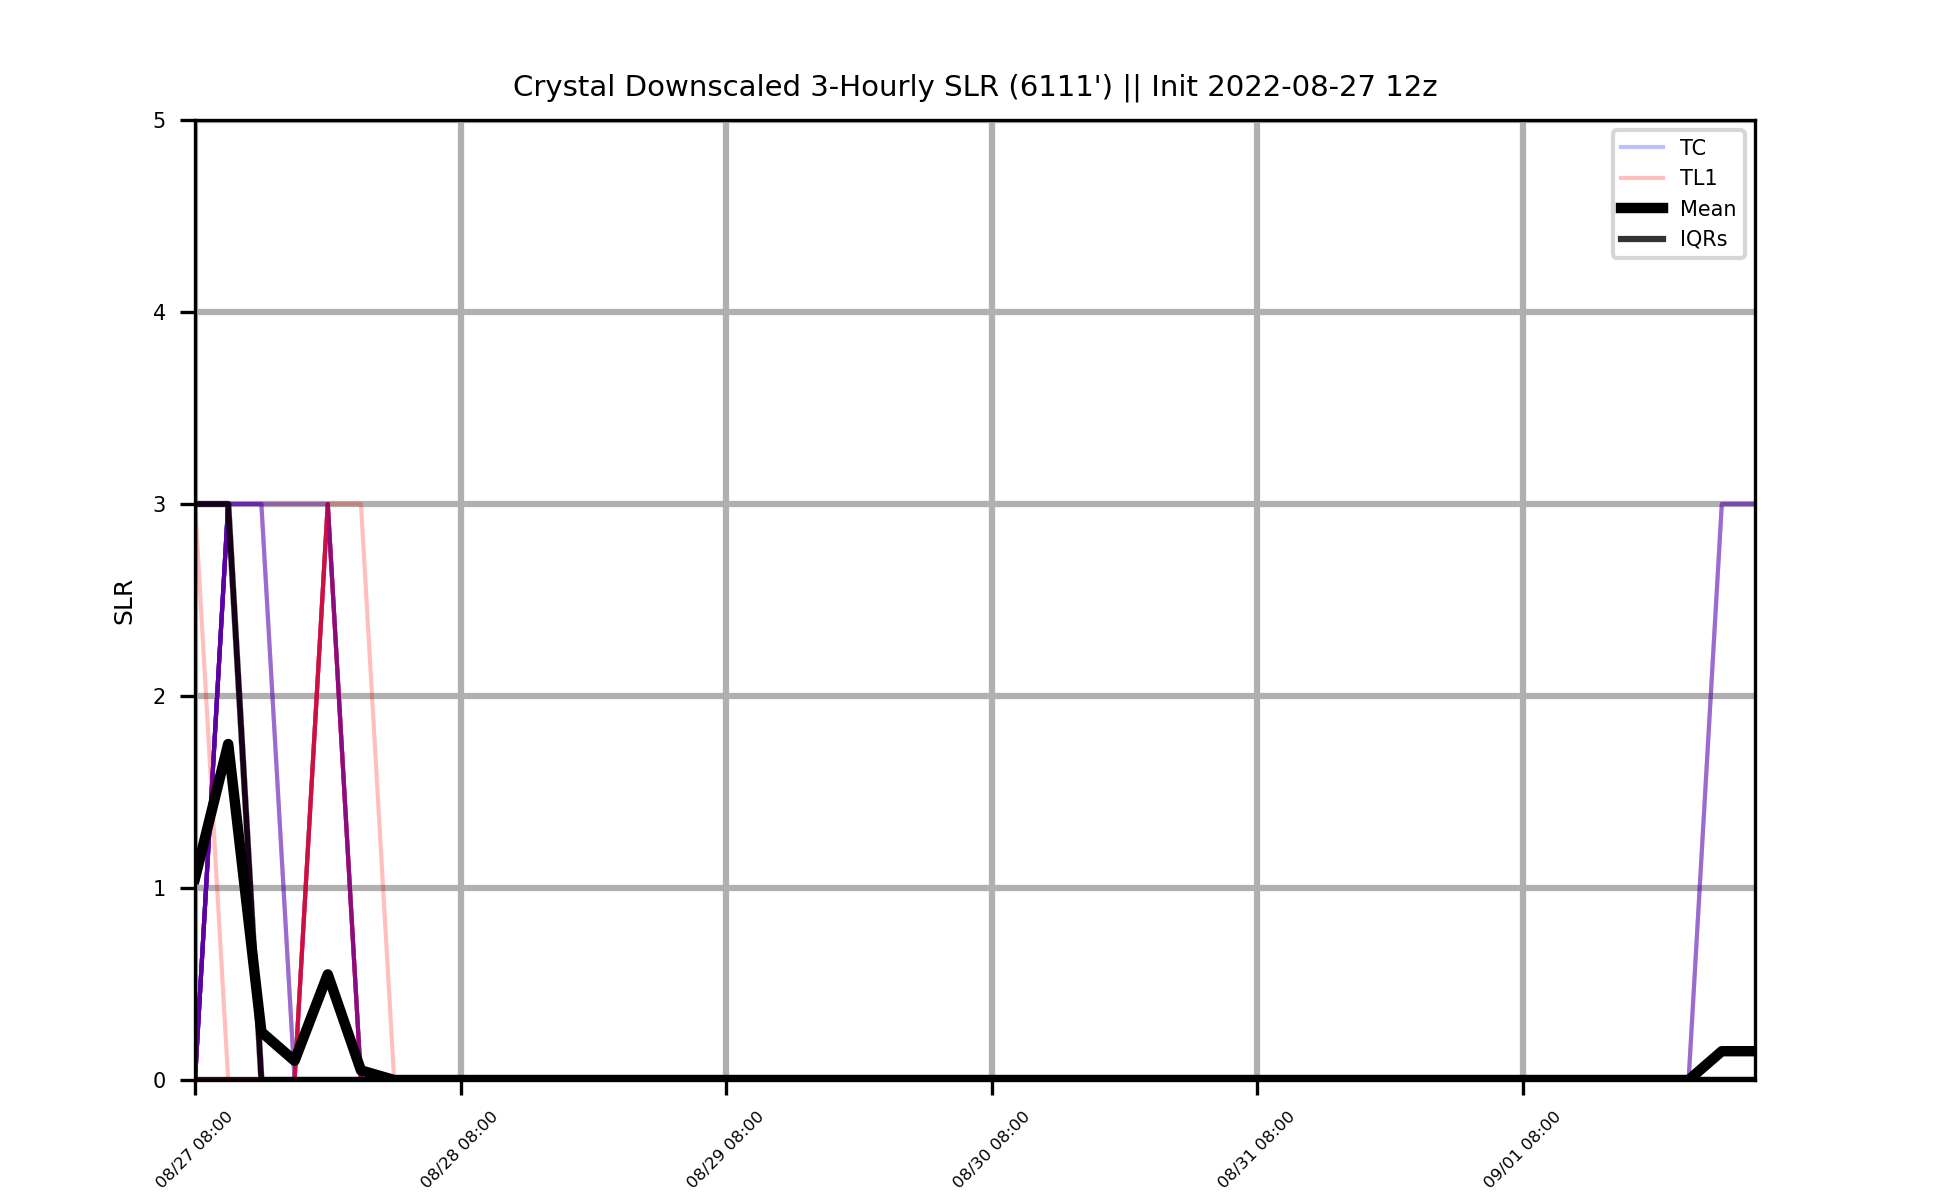 Crystal Downscaled 3-Hourly SLR (6111') || Init 2022-08-27 12z
5
4
3
2
1
0
SLR
TC
TL1
Mean
IQRs
08/27 08:00
08/28 08:00
08/29 08:00
08/30 08:00
08/31 08:00
09/01 08:00